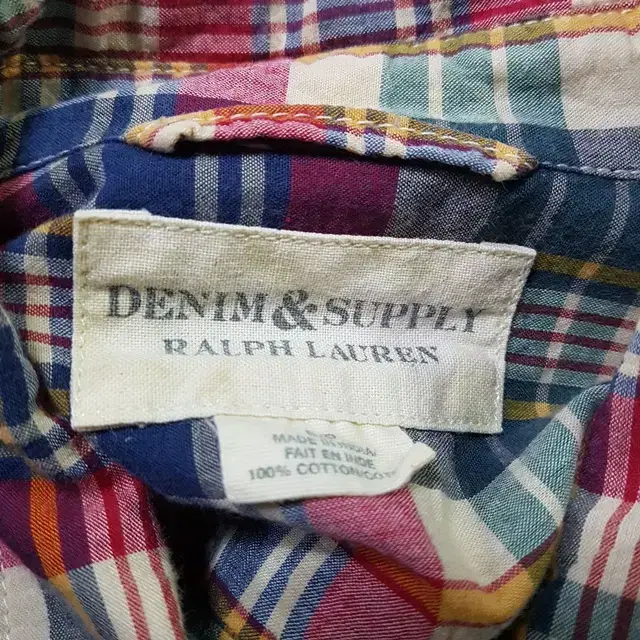 DENIM & SUPPLY
RALPH LAUREN
MADE IN INDIA
FAIT EN INDE
100% COTTON/